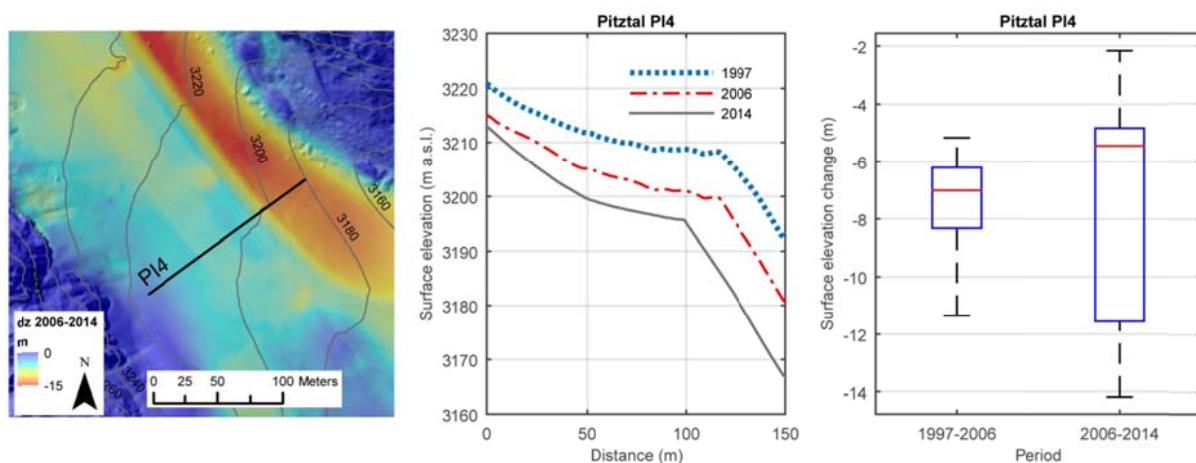 3220
3200
3180
3160
PI4
dz 2006-2014
m
0
-15
N
3240
0 25 50 100 Meters
Pitztal PI4
3230
3220
3210
3200
3190
3180
3170
3160
Surface elevation (m a.s.l.)
1997
2006
2014
0 50 100 150
Distance (m)
Pitztal PI4
-2
-4
-6
-8
-10
-12
-14
Surface elevation change (m)
1997-2006 2006-2014
Period